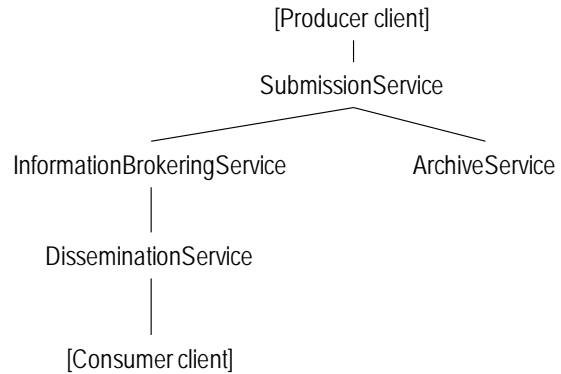 [Producer client]
SubmissionService
InformationBrokeringService ArchiveService
DisseminationService
[Consumer client]